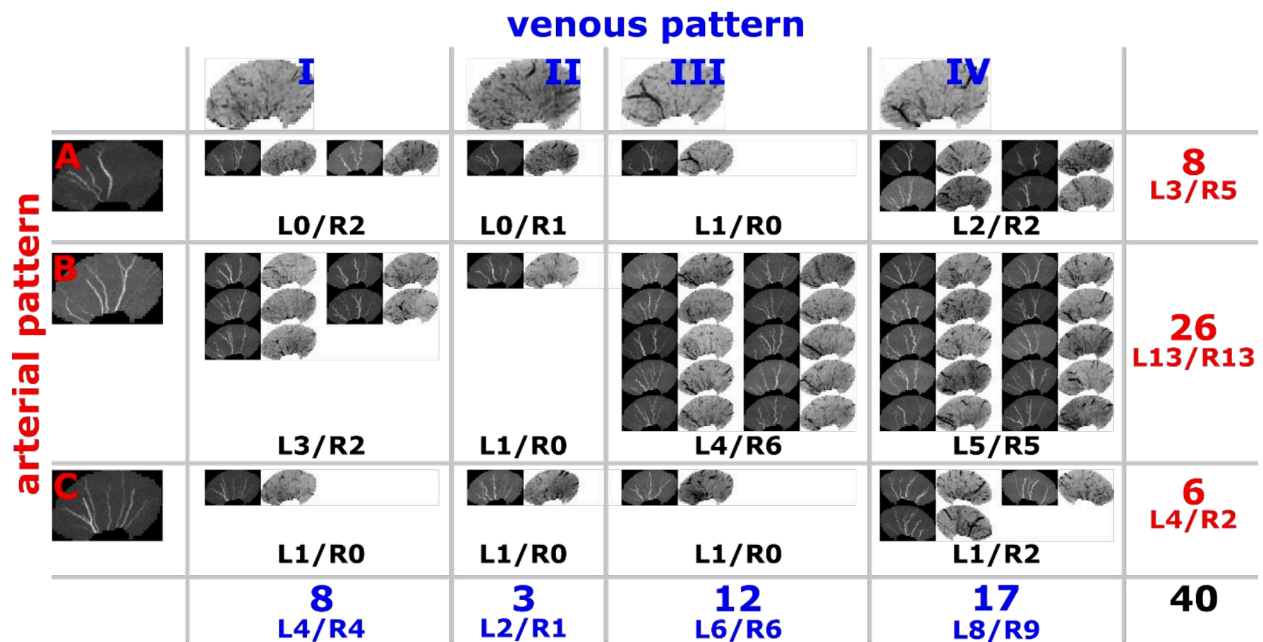 venous pattern
I II III IV
arterial pattern
A
L0/R2 L0/R1 L1/R0 L2/R2
8
L3/R5
B
L3/R2 L1/R0 L4/R6 L5/R5
26
L13/R13
C
L1/R0 L1/R0 L1/R0 L1/R2
6
L4/R2
8 3 12 17 40
L4/R4 L2/R1 L6/R6 L8/R9